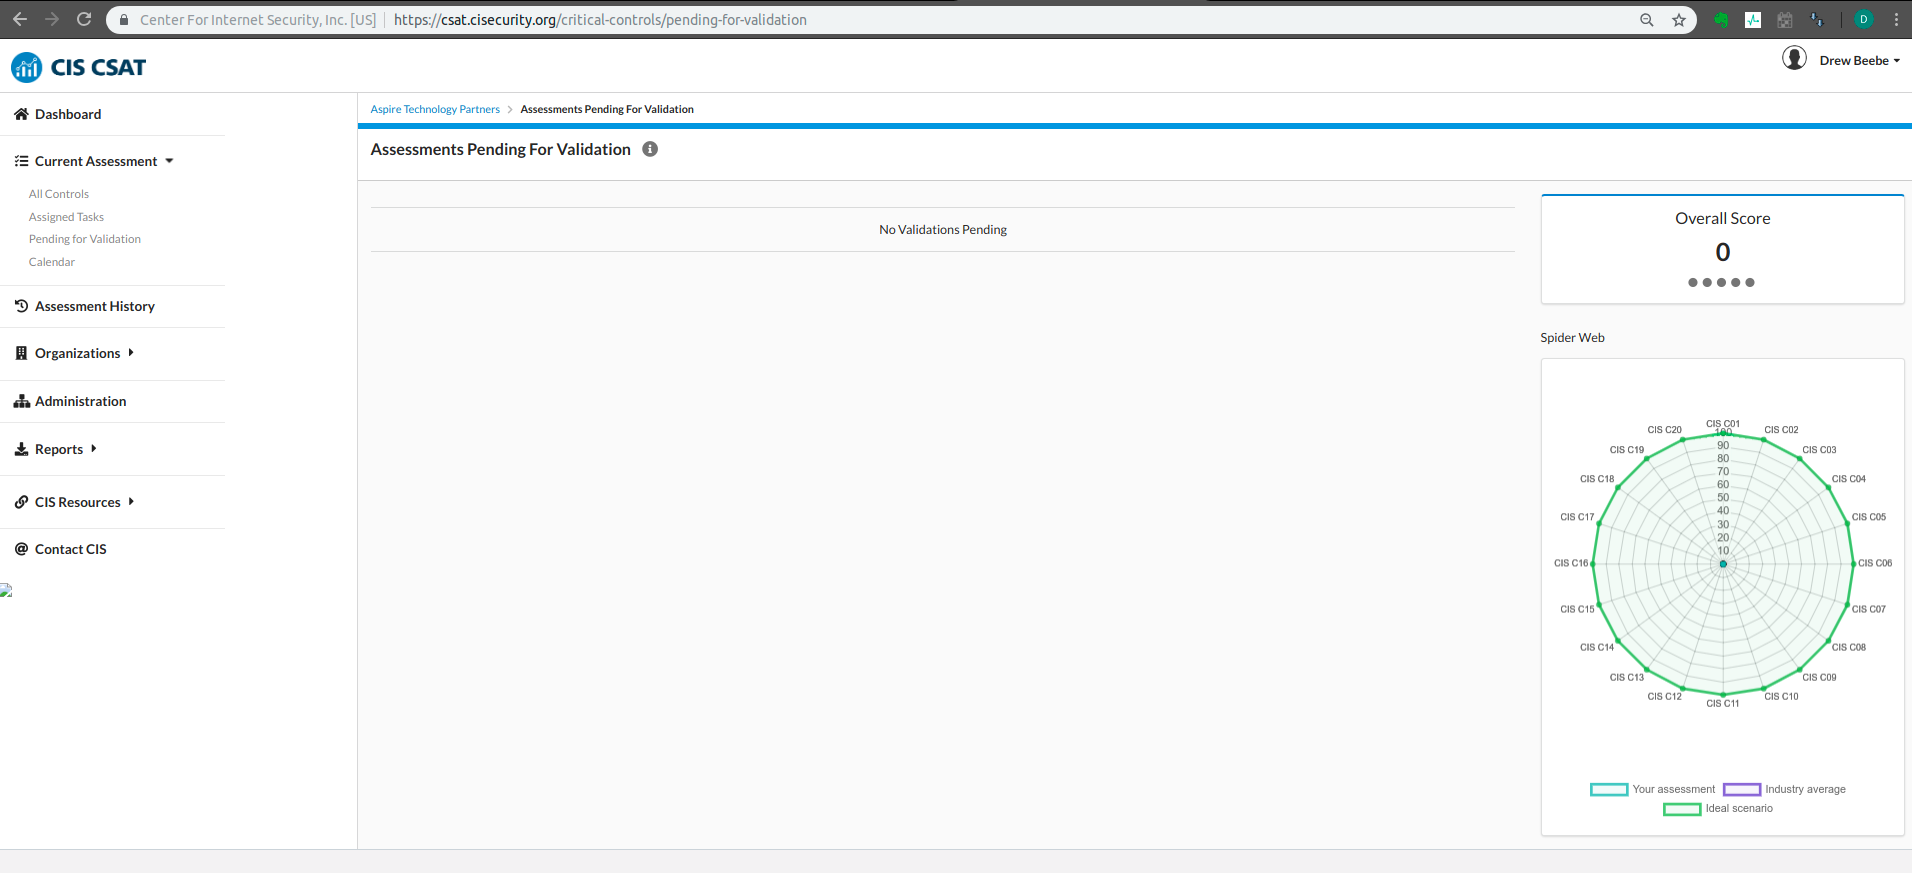 Center For Internet Security, Inc. [US] https://csat.cisecurity.org/critical-controls/pending-for-validation
D
CIS CSAT
Drew Beebe
Dashboard
Current Assessment
All Controls
Assigned Tasks
Pending for Validation
Calendar
Assessment History
Organizations
Administration
Reports
CIS Resources
@ Contact CIS
Aspire Technology Partners > Assessments Pending For Validation
Assessments Pending For Validation
No Validations Pending
Overall Score
0
Spider Web
CIS C01
CIS C20
CIS C02
100
90
CIS C19
CIS C03
80
70
CIS C18
CIS C04
60
50
40
CIS C17
CIS C05
30
20
10
CIS C16
CIS C06
CIS C15
CIS C07
CIS C14
CIS C08
CIS C13
CIS C09
CIS C12
CIS C10
CIS C11
Your assessment Industry average
Ideal scenario